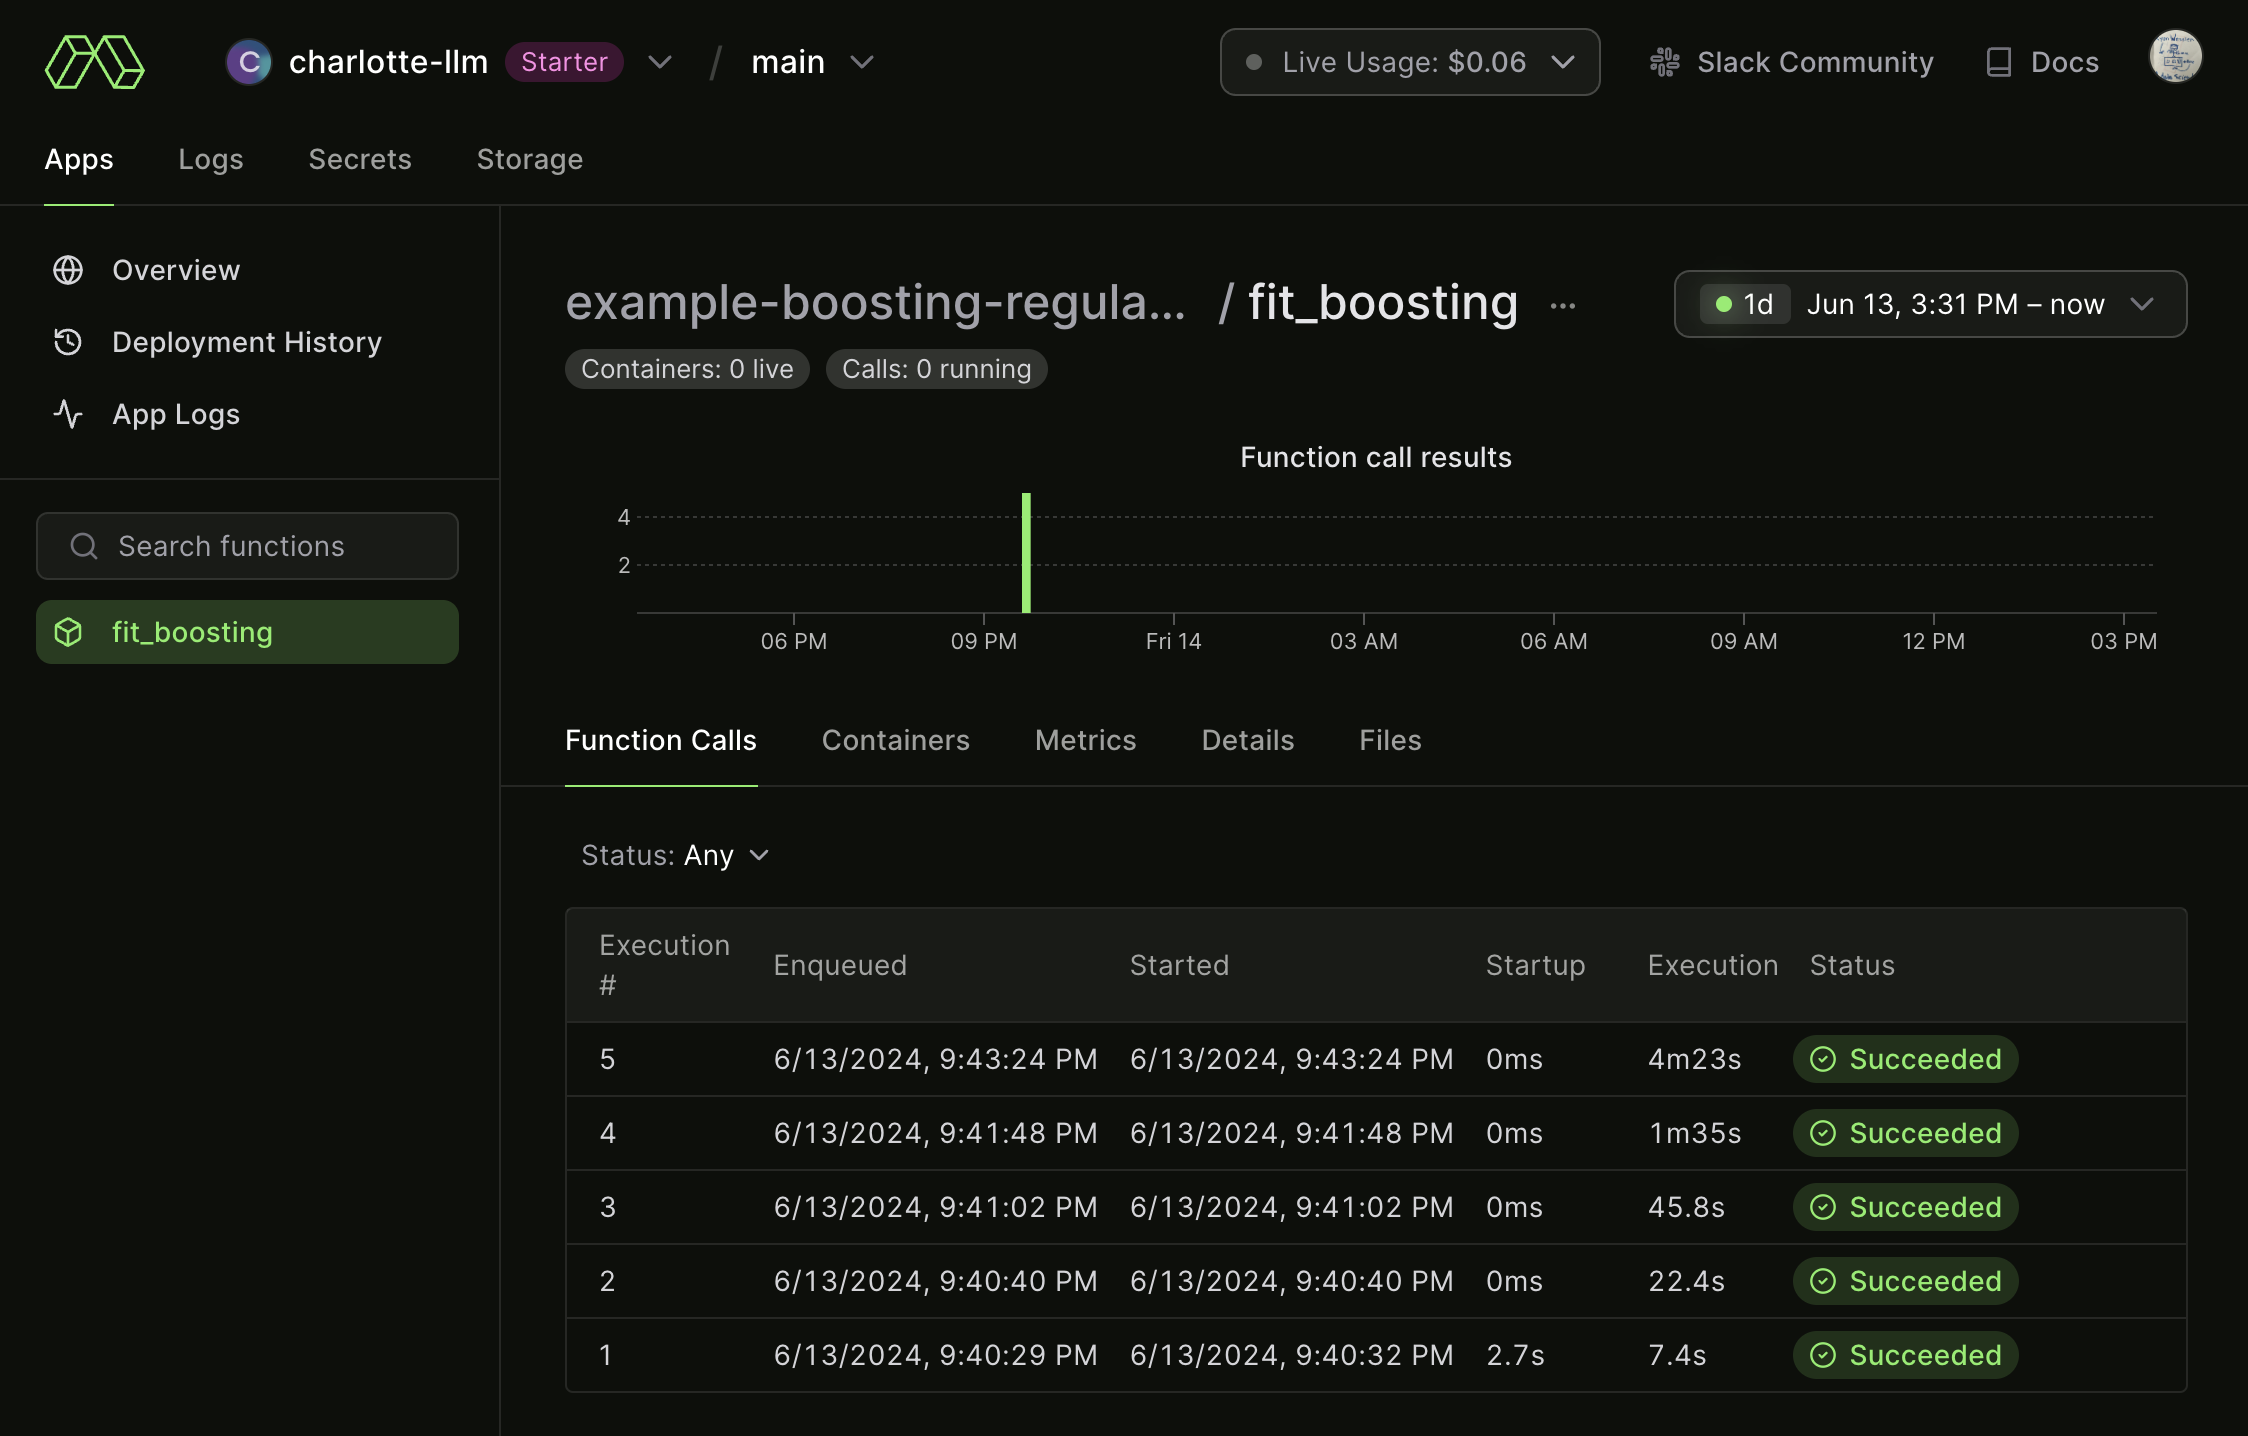 C charlotte-llm Starter / main Live Usage: $0.06 Slack Community Docs
Apps Logs Secrets Storage
Overview
Deployment History
App Logs
Search functions
fit_boosting
example-boosting-regula... / fit_boosting ... 1d Jun 13, 3:31 PM – now
Containers: 0 live Calls: 0 running
Function call results
4
2
06 PM 09 PM Fri 14 03 AM 06 AM 09 AM 12 PM 03 PM
Function Calls Containers Metrics Details Files
Status: Any
Execution # Enqueued Started Startup Execution Status
5 6/13/2024, 9:43:24 PM 6/13/2024, 9:43:24 PM 0ms 4m23s Succeeded
4 6/13/2024, 9:41:48 PM 6/13/2024, 9:41:48 PM 0ms 1m35s Succeeded
3 6/13/2024, 9:41:02 PM 6/13/2024, 9:41:02 PM 0ms 45.8s Succeeded
2 6/13/2024, 9:40:40 PM 6/13/2024, 9:40:40 PM 0ms 22.4s Succeeded
1 6/13/2024, 9:40:29 PM 6/13/2024, 9:40:32 PM 2.7s 7.4s Succeeded